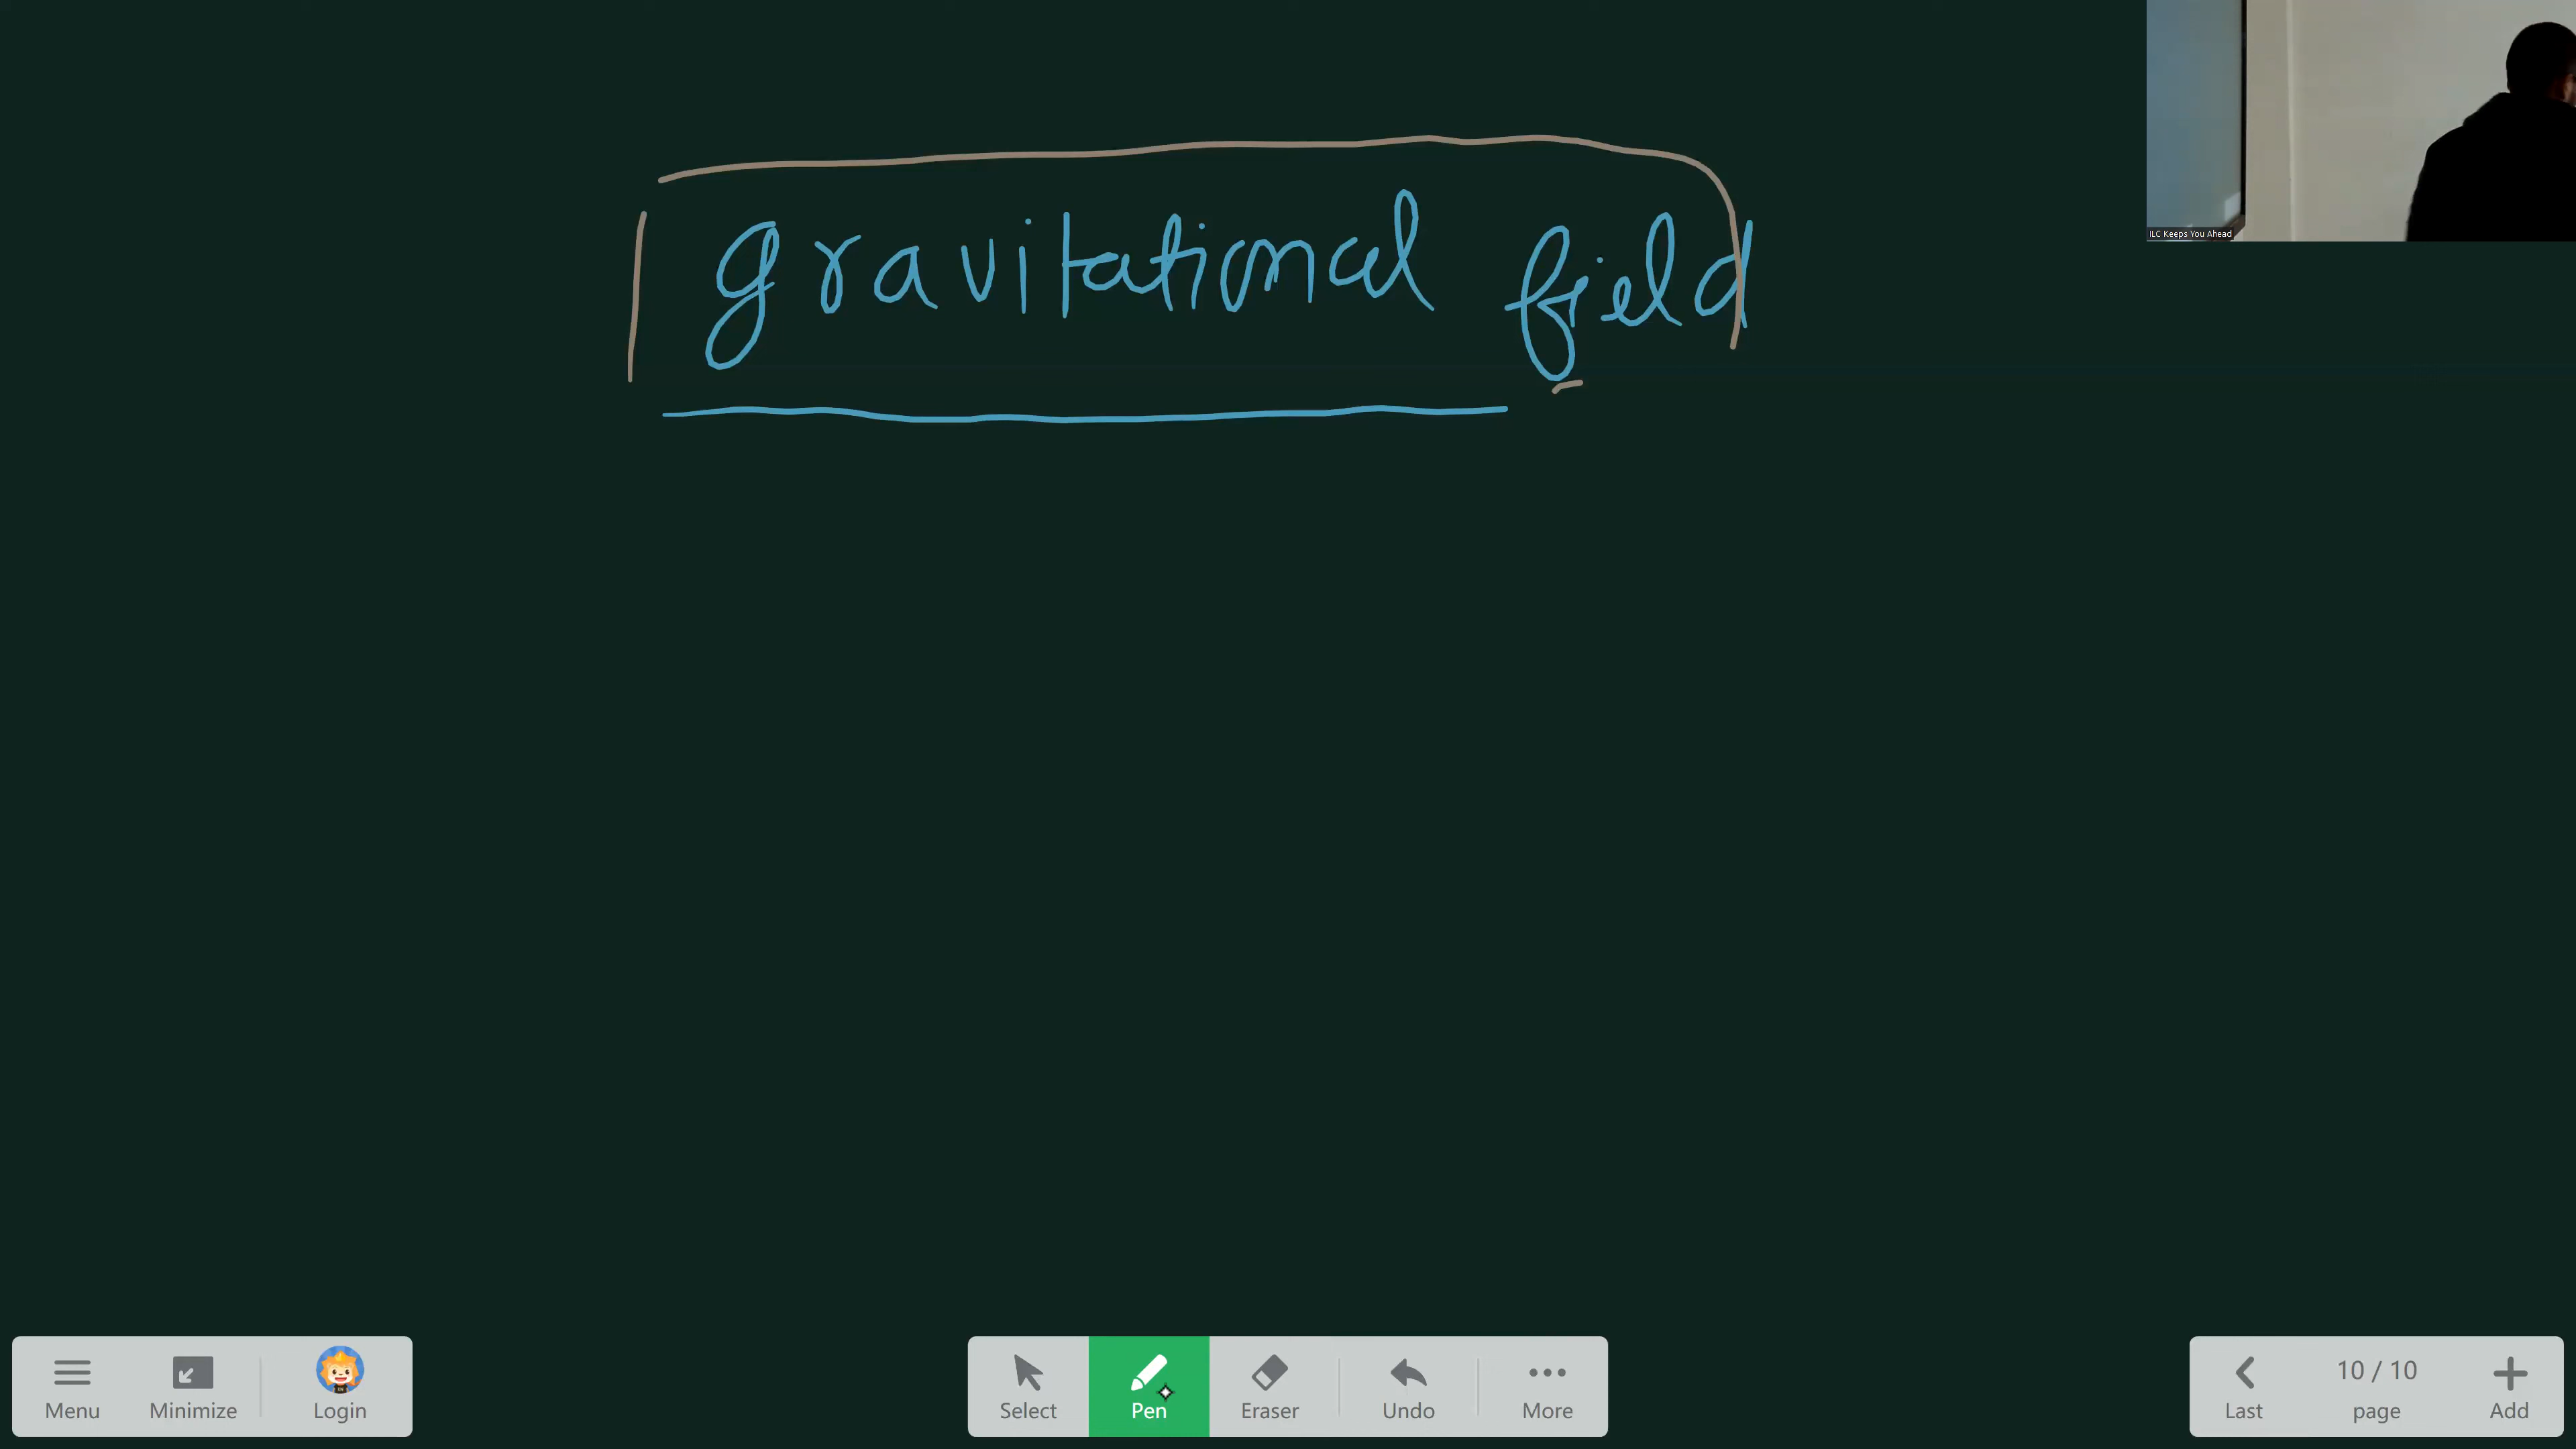 gravitational field
ILC Keeps You Ahead
Menu Minimize Login Select Pen Eraser Undo More Last 10 / 10 page Add